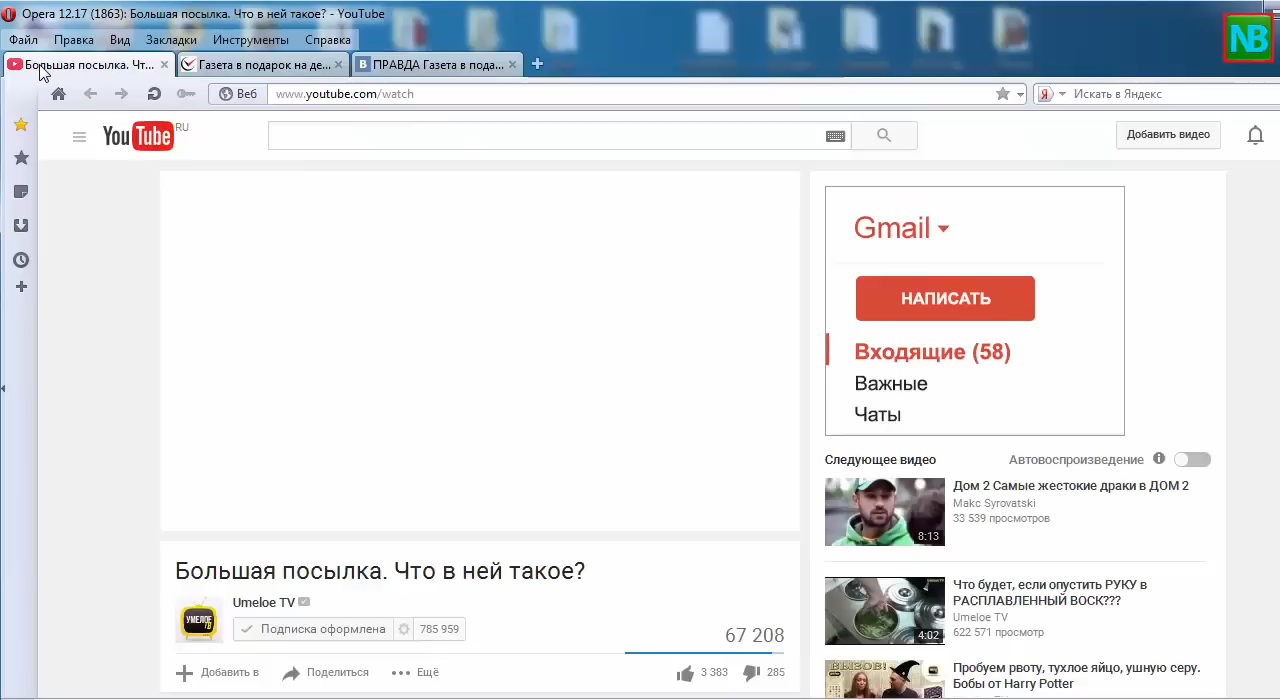 Opera 12.17 (1863): Большая посылка. Что в ней такое? - YouTube
Файл Правка Вид Закладки Инструменты Справка
NB
Большая посылка. Чт... Газета в подарок на де... В ПРАВДА Газета в пода...
Веб www.youtube.com/watch Я Искать в Яндекс
YouTube RU Добавить видео
Gmail
НАПИСАТЬ
Входящие (58)
Важные
Чаты
Следующее видео Автовоспроизведение
Дом 2 Самые жестокие драки в ДОМ 2
Макс Syrovatski
33 539 просмотров
8:13
Большая посылка. Что в ней такое?
Umeloe TV
УМЕЛОЕ
Подписка оформлена 785 959
67 208
Добавить в Поделиться Ещё 3 383 285
Что будет, если опустить РУКУ в
РАСПЛАВЛЕННЫЙ ВОСК???
Umeloe TV
622 571 просмотр
4:02
ВЫЗОВ!
Пробуем рвоту, тухлое яйцо, ушную серу.
Бобы от Harry Potter